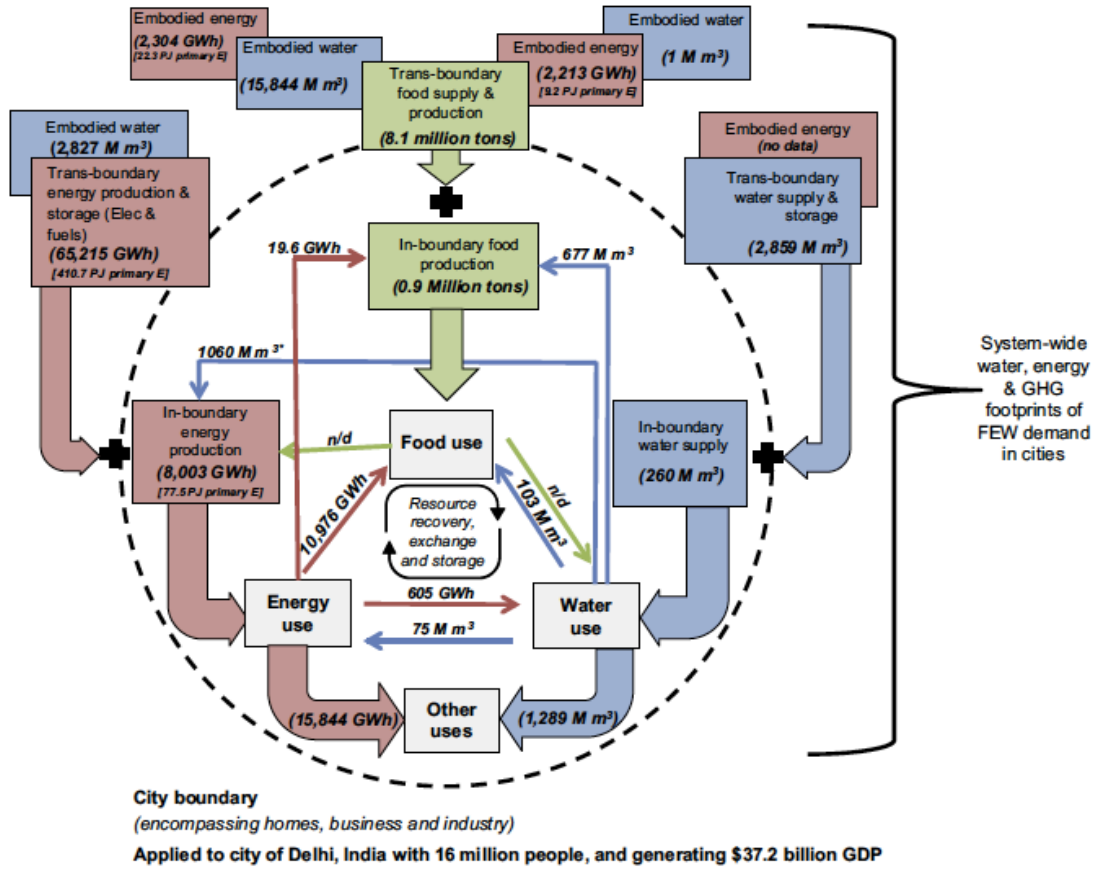 Embodied energy
(2,304 GWh)
[22.3 PJ primary E]
Embodied water
(15,844 M m³)
Trans-boundary
food supply &
production
(8.1 million tons)
Embodied energy
(2,213 GWh)
[9.2 PJ primary E]
Embodied water
(1 M m³)
Embodied water
(2,827 M m³)
Trans-boundary
energy production &
storage (Elec &
fuels)
(65,215 GWh)
[410.7 PJ primary E]
Embodied energy
(no data)
Trans-boundary
water supply &
storage
(2,859 M m³)
19.6 GWh
In-boundary food
production
(0.9 Million tons)
677 M m³
1060 M m³*
In-boundary
energy
production
(8,003 GWh)
[77.5 PJ primary E]
n/d
Food use
10,976 GWh
Resource
recovery,
exchange
and storage
103 M m³
n/d
In-boundary
water supply
(260 M m³)
Energy
use
605 GWh
75 M m³
Water
use
(15,844 GWh)
Other
uses
(1,289 M m³)
System-wide
water, energy
& GHG
footprints of
FEW demand
in cities
City boundary
(encompassing homes, business and industry)
Applied to city of Delhi, India with 16 million people, and generating $37.2 billion GDP